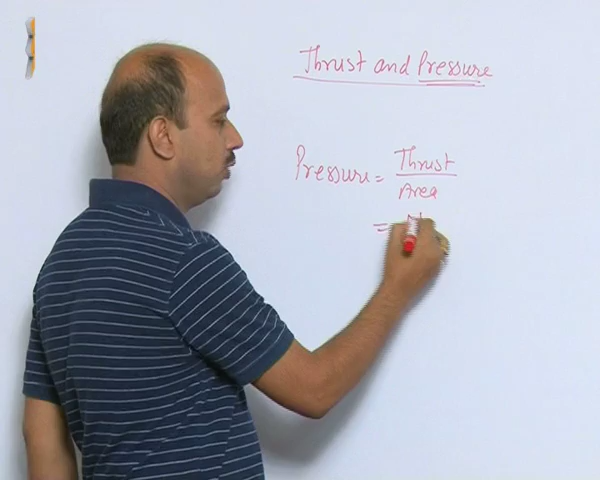 Thrust and Pressure
Pressure = Thrust
Area
=